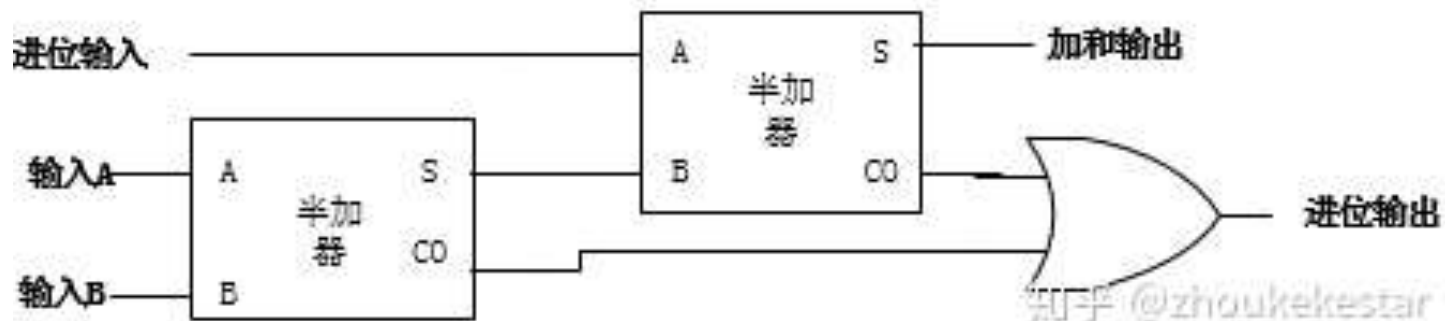 进位输入
A
S
加和输出
半加
器
输入A
A
S
B
CO
半加
器
CO
进位输出
输入B
B
知乎 @zhoukekestar